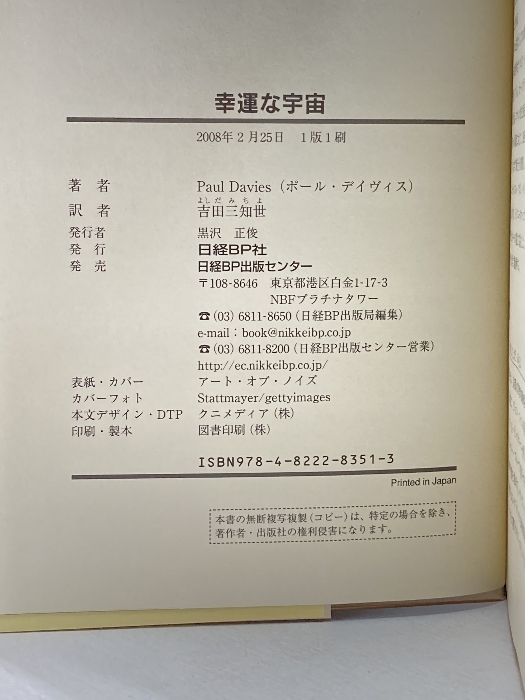 幸運な宇宙
2008年2月25日　1版1刷
著　者　Paul Davies（ポール・デイヴィス）
よしだみちよ
訳　者　吉田三知世
発行者　黒沢　正俊
発　行　日経BP社
発　売　日経BP出版センター
〒108-8646　東京都港区白金1-17-3
NBFプラチナタワー
☎(03) 6811-8650（日経BP出版局編集）
e-mail：book@nikkeibp.co.jp
☎(03) 6811-8200（日経BP出版センター営業）
http://ec.nikkeibp.co.jp/
表紙・カバー　アート・オブ・ノイズ
カバーフォト　Stattmayer/gettyimages
本文デザイン・DTP　クニメディア（株）
印刷・製本　図書印刷（株）
ISBN978-4-8222-8351-3
Printed in Japan
本書の無断複写複製（コピー）は、特定の場合を除き、
著作者・出版社の権利侵害になります。